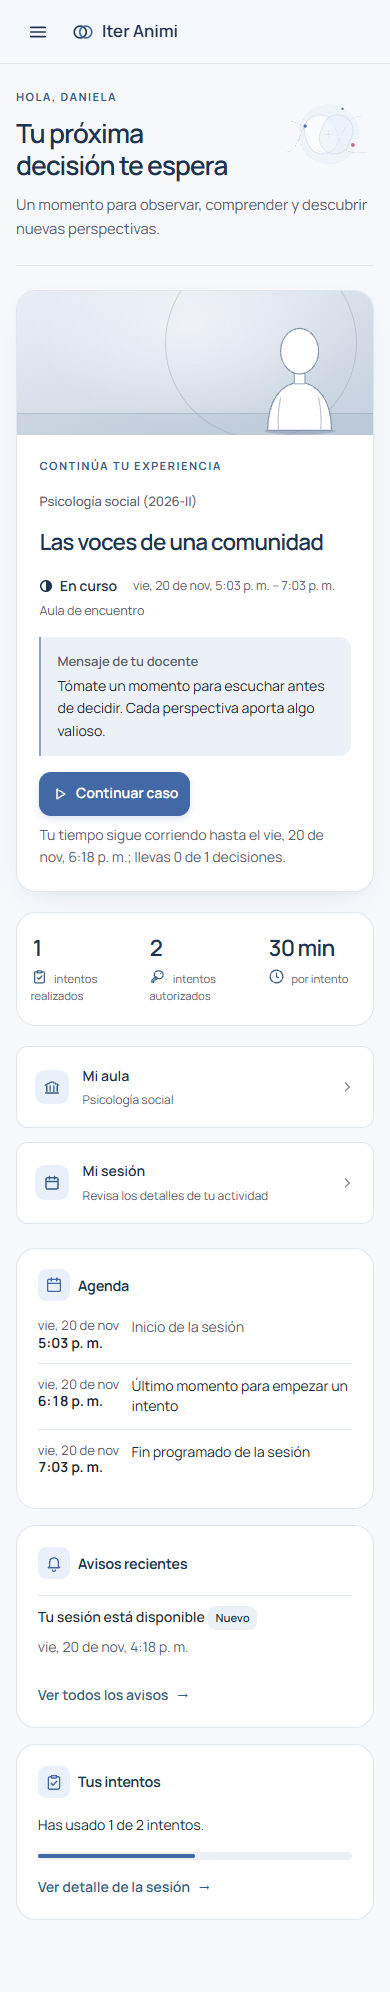 Iter Animi
HOLA, DANIELA
Tu próxima
decisión te espera
Un momento para observar, comprender y descubrir
nuevas perspectivas.
CONTINÚA TU EXPERIENCIA
Psicología social (2026-II)
Las voces de una comunidad
En curso vie, 20 de nov, 5:03 p. m. – 7:03 p. m.
Aula de encuentro
Mensaje de tu docente
Tómate un momento para escuchar antes
de decidir. Cada perspectiva aporta algo
valioso.
Continuar caso
Tu tiempo sigue corriendo hasta el vie, 20 de
nov, 6:18 p. m.; llevas 0 de 1 decisiones.
1
intentos
realizados
2
intentos
autorizados
30 min
por intento
Mi aula
Psicología social
Mi sesión
Revisa los detalles de tu actividad
Agenda
vie, 20 de nov
5:03 p. m.
Inicio de la sesión
vie, 20 de nov
6:18 p. m.
Último momento para empezar un
intento
vie, 20 de nov
7:03 p. m.
Fin programado de la sesión
Avisos recientes
Tu sesión está disponible Nuevo
vie, 20 de nov, 4:18 p. m.
Ver todos los avisos →
Tus intentos
Has usado 1 de 2 intentos.
Ver detalle de la sesión →